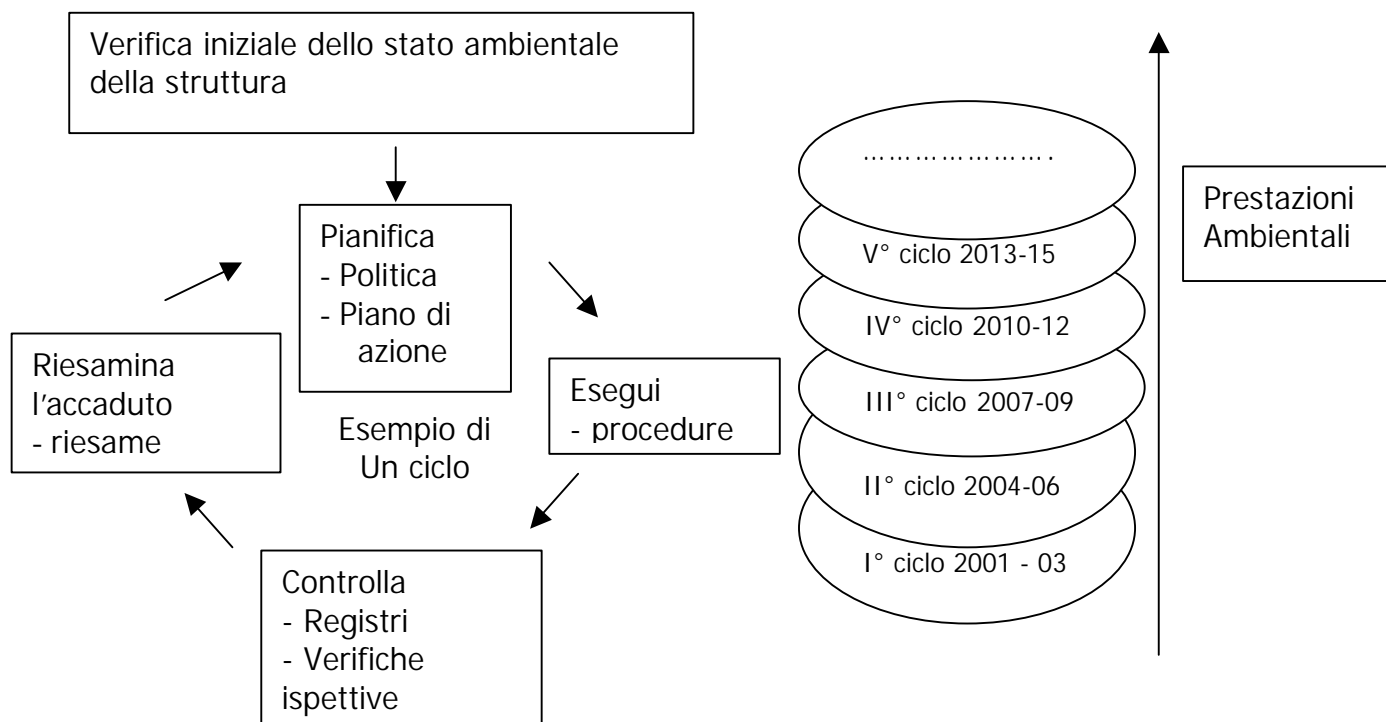 Verifica iniziale dello stato ambientale
della struttura
Pianifica
- Politica
- Piano di
azione
Riesamina
l'accaduto
- riesame
Esempio di
Un ciclo
Esegui
- procedure
Controlla
- Registri
- Verifiche
ispettive
………………….
V° ciclo 2013-15
IV° ciclo 2010-12
III° ciclo 2007-09
II° ciclo 2004-06
I° ciclo 2001 - 03
Prestazioni
Ambientali